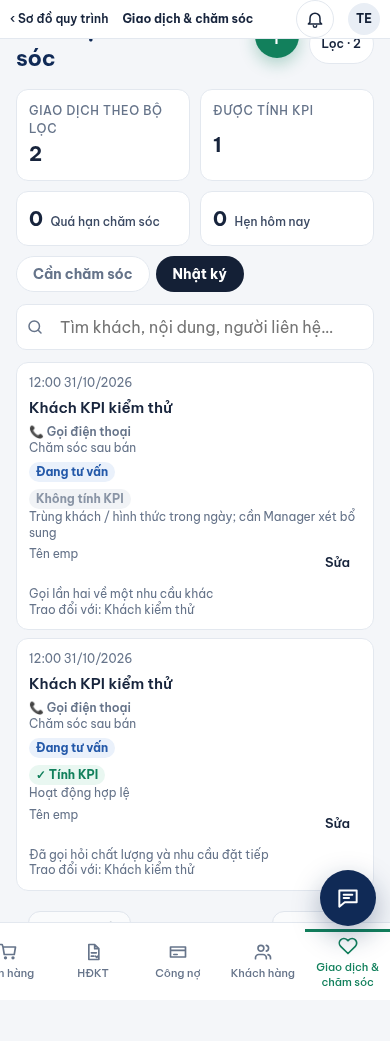 ‹ Sơ đồ quy trình Giao dịch & chăm sóc TE
sóc
Lọc · 2
GIAO DỊCH THEO BỘ
LỌC
2
ĐƯỢC TÍNH KPI
1
0 Quá hạn chăm sóc
0 Hẹn hôm nay
Cần chăm sóc
Nhật ký
Tìm khách, nội dung, người liên hệ...
12:00 31/10/2026
Khách KPI kiểm thử
📞 Gọi điện thoại
Chăm sóc sau bán
Đang tư vấn
Không tính KPI
Trùng khách / hình thức trong ngày; cần Manager xét bổ
sung
Tên emp
Sửa
Gọi lần hai về một nhu cầu khác
Trao đổi với: Khách kiểm thử
12:00 31/10/2026
Khách KPI kiểm thử
📞 Gọi điện thoại
Chăm sóc sau bán
Đang tư vấn
✓ Tính KPI
Hoạt động hợp lệ
Tên emp
Sửa
Đã gọi hỏi chất lượng và nhu cầu đặt tiếp
Trao đổi với: Khách kiểm thử
hàng
HĐKT
Công nợ
Khách hàng
Giao dịch &
chăm sóc